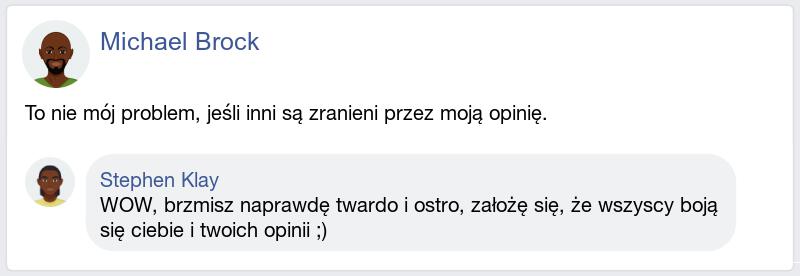 Michael Brock
To nie mój problem, jeśli inni są zranieni przez moją opinię.
Stephen Klay
WOW, brzmisz naprawdę twardo i ostro, założę się, że wszyscy boją
się ciebie i twoich opinii ;)